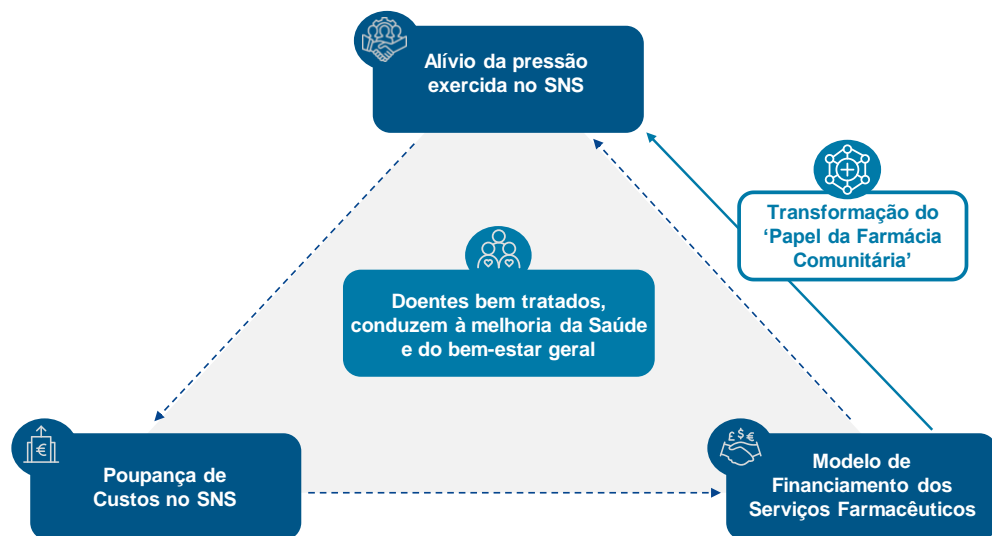 Alívio da pressão
exercida no SNS
Transformação do
‘Papel da Farmácia
Comunitária’
Doentes bem tratados,
conduzem à melhoria da Saúde
e do bem-estar geral
€
Poupança de
Custos no SNS
£$€
Modelo de
Financiamento dos
Serviços Farmacêuticos